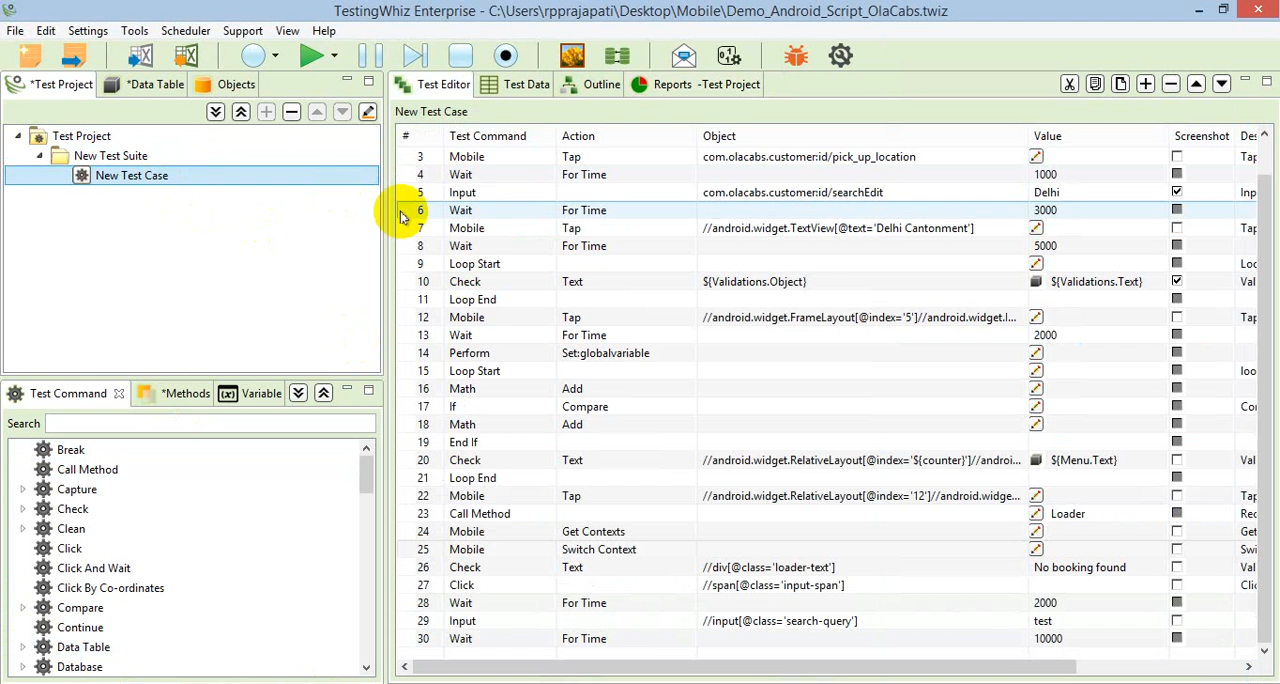 TestingWhiz Enterprise - C:\Users\rpprajapati\Desktop\Mobile\Demo_Android_Script_OlaCabs.twiz
File Edit Settings Tools Scheduler Support View Help
*Test Project *Data Table Objects
Test Editor Test Data Outline Reports -Test Project
New Test Case
Test Project
New Test Suite
New Test Case
# Test Command Action Object Value Screenshot Des
3 Mobile Tap com.olacabs.customer:id/pick_up_location Tap
4 Wait For Time 1000
5 Input com.olacabs.customer:id/searchEdit Delhi Inp
6 Wait For Time 3000
7 Mobile Tap //android.widget.TextView[@text='Delhi Cantonment'] Tap
8 Wait For Time 5000
9 Loop Start Loo
10 Check Text ${Validations.Object} ${Validations.Text} Val
11 Loop End
12 Mobile Tap //android.widget.FrameLayout[@index='5']//android.widget.I... Tap
13 Wait For Time 2000
14 Perform Set:globalvariable
15 Loop Start loo
16 Math Add
17 If Compare Co
18 Math Add
19 End If
20 Check Text //android.widget.RelativeLayout[@index='${counter}']//androi... ${Menu.Text} Val
21 Loop End
22 Mobile Tap //android.widget.RelativeLayout[@index='12']//android.widge... Tap
23 Call Method Loader Rec
24 Mobile Get Contexts Get
25 Mobile Switch Context Swi
26 Check Text //div[@class='loader-text'] No booking found Val
27 Click //span[@class='input-span'] Clic
28 Wait For Time 2000
29 Input //input[@class='search-query'] test
30 Wait For Time 10000
Test Command *Methods (x) Variable
Search
Break
Call Method
Capture
Check
Clean
Click
Click And Wait
Click By Co-ordinates
Compare
Continue
Data Table
Database